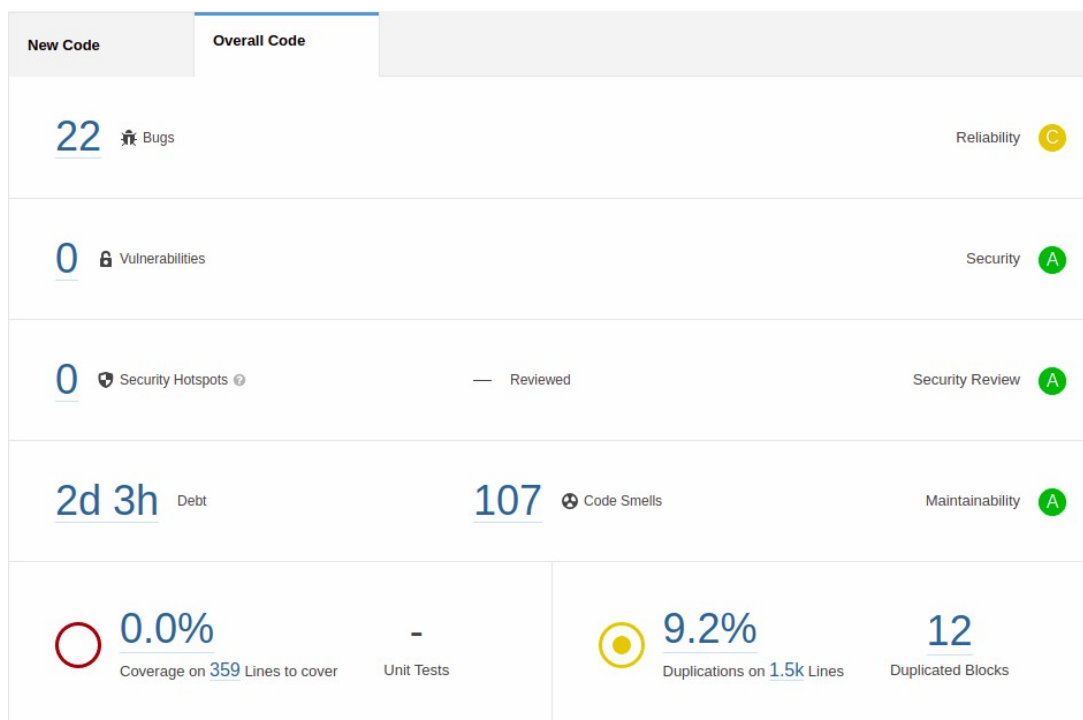 New Code
Overall Code
22 Bugs
Reliability C
0 Vulnerabilities
Security A
0 Security Hotspots ?
— Reviewed
Security Review A
2d 3h Debt
107 Code Smells
Maintainability A
0.0%
Coverage on 359 Lines to cover
-
Unit Tests
9.2%
Duplications on 1.5k Lines
12
Duplicated Blocks